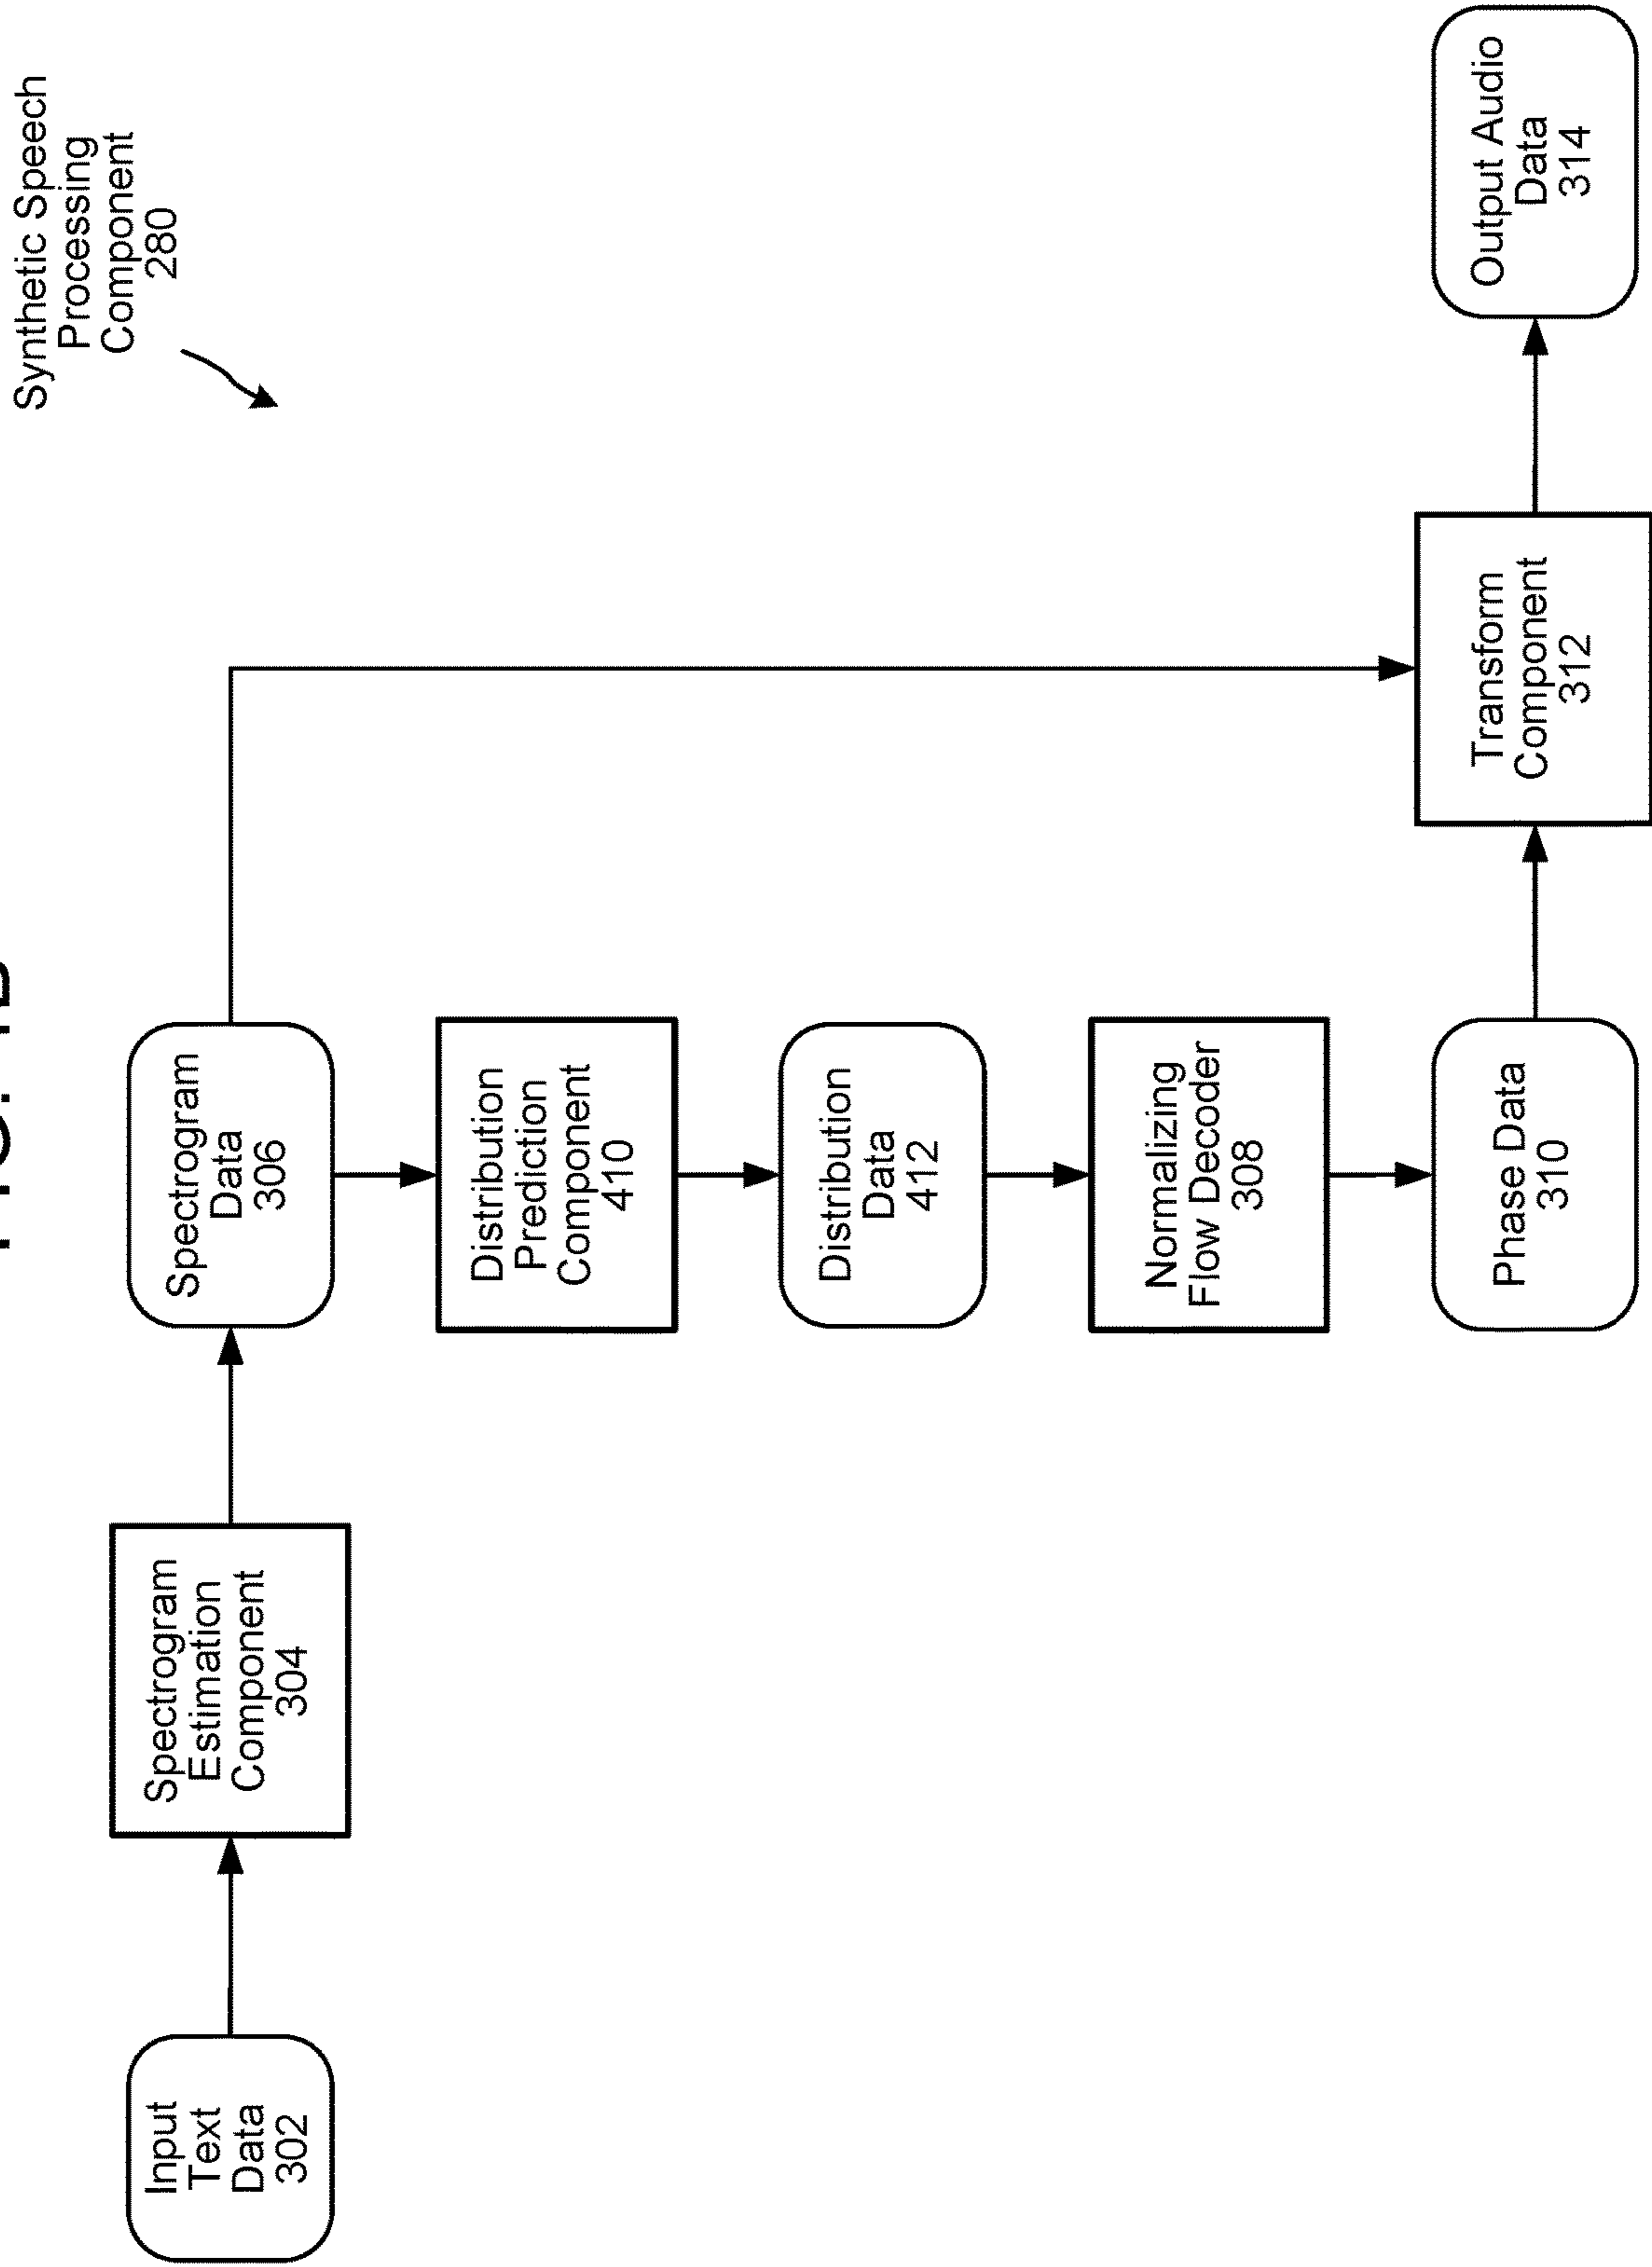 Synthetic Speech
Processing
Component
280
Input
Text
Data
302
Spectrogram
Estimation
Component
304
Spectrogram
Data
306
Distribution
Prediction
Component
410
Distribution
Data
412
Normalizing
Flow Decoder
308
Phase Data
310
Transform
Component
312
Output Audio
Data
314